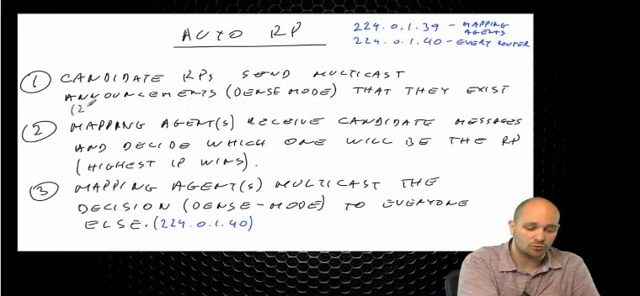 AUTO RP
224.0.1.39 - MAPPING
AGENTS
224.0.1.40 - EVERY ROUTER
1 CANDIDATE RPs SEND MULTICAST
ANNOUNCEMENTS (DENSE MODE) THAT THEY EXIST
(2
2 MAPPING AGENT(S) RECEIVE CANDIDATE MESSAGES
AND DECIDE WHICH ONE WILL BE THE RP
(HIGHEST IP WINS).
3 MAPPING AGENT(S) MULTICAST THE
DECISION (DENSE-MODE) TO EVERYONE
ELSE. (224.0.1.40)